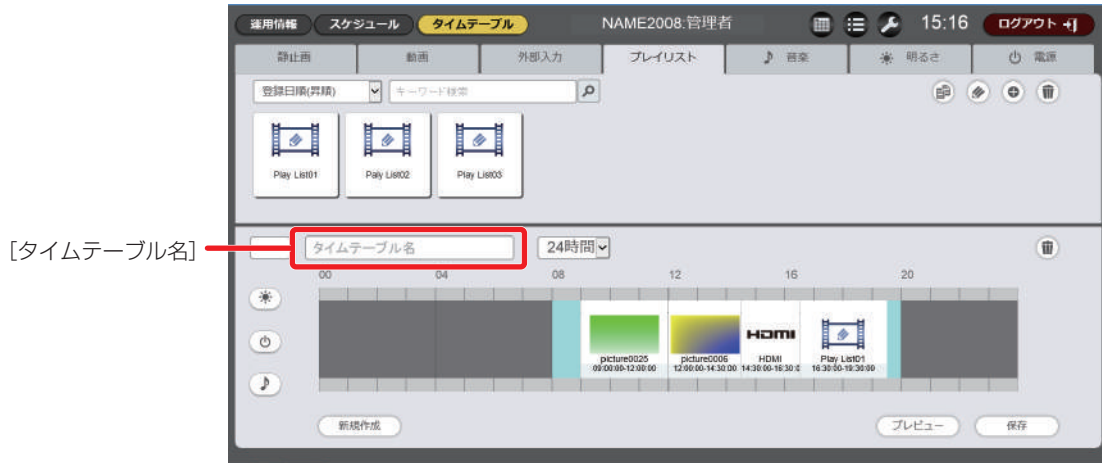 運用情報 スケジュール タイムテーブル NAME2008:管理者 15:16 ログアウト
静止画 動画 外部入力 プレイリスト 音楽 明るさ 電源
登録日順(昇順) キーワード検索
Play List01 Paly List02 Play List03
[タイムテーブル名] タイムテーブル名 24時間
00 04 08 12 16 20
HDMI
picture0025 picture0006 HDMI Play List01
09:00:00-12:00:00 12:00:00-14:30:00 14:30:00-16:30:0 16:30:00-19:30:00
新規作成 プレビュー 保存